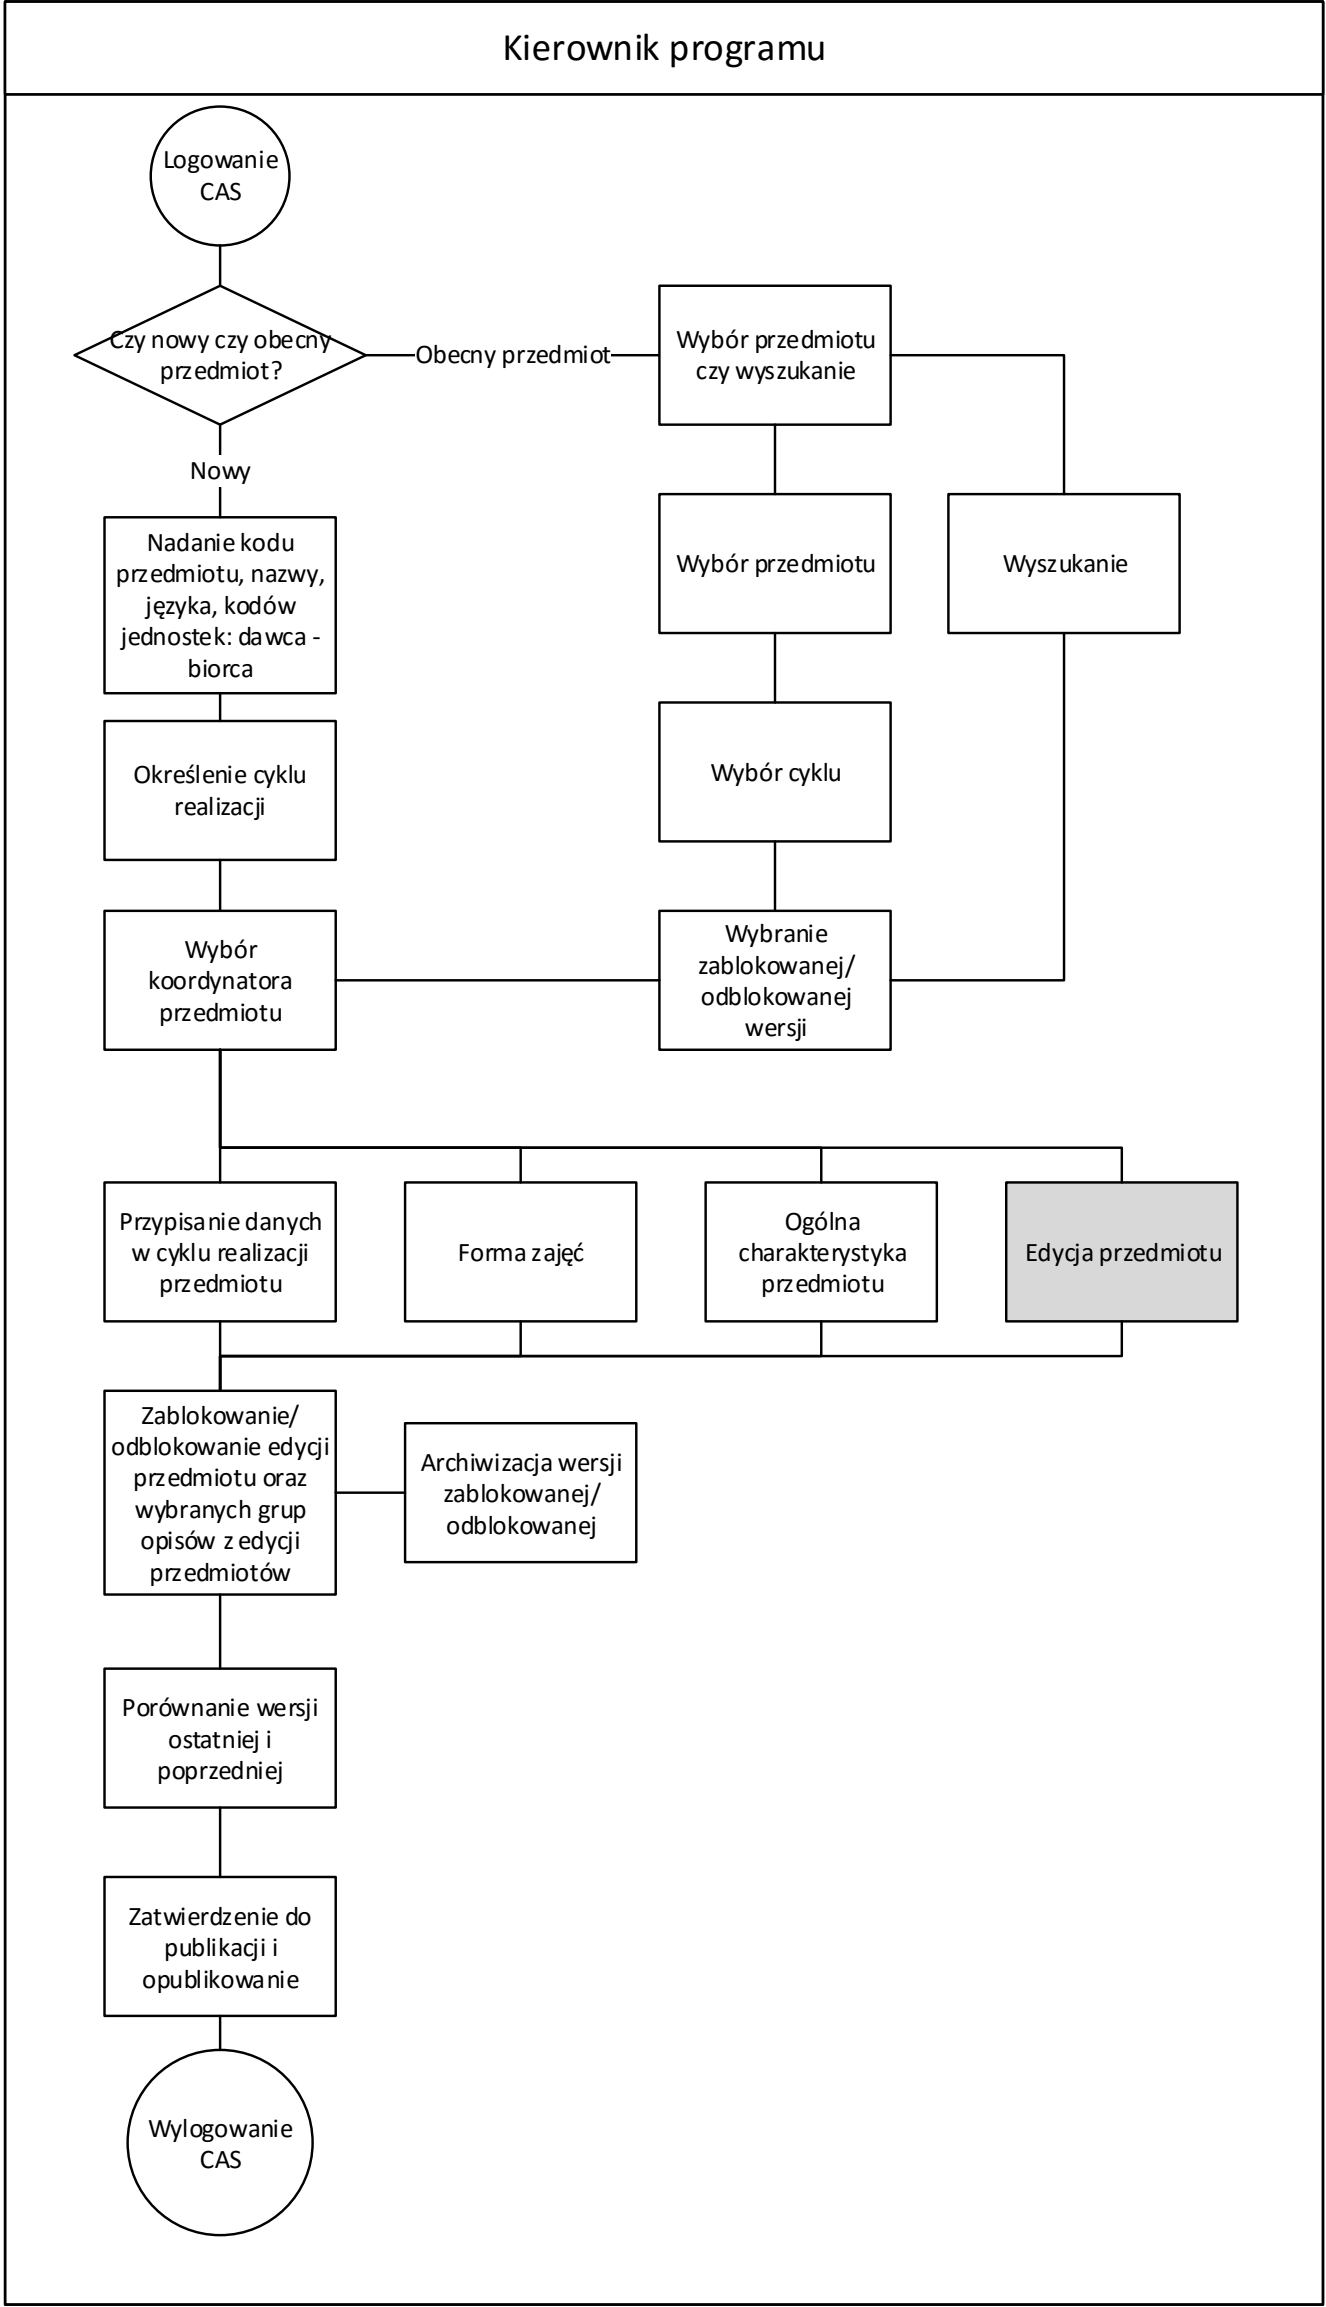 Kierownik programu
Logowanie
CAS
Czy nowy czy obecny
przedmiot?
Obecny przedmiot
Wybór przedmiotu
czy wyszukanie
Nowy
Nadanie kodu
przedmiotu, nazwy,
języka, kodów
jednostek: dawca -
biorca
Wybór przedmiotu
Wyszukanie
Określenie cyklu
realizacji
Wybór cyklu
Wybór
koordynatora
przedmiotu
Wybranie
zablokowanej/
odblokowanej
wersji
Przypisanie danych
w cyklu realizacji
przedmiotu
Forma zajęć
Ogólna
charakterystyka
przedmiotu
Edycja przedmiotu
Zablokowanie/
odblokowanie edycji
przedmiotu oraz
wybranych grup
opisów z edycji
przedmiotów
Archiwizacja wersji
zablokowanej/
odblokowanej
Porównanie wersji
ostatniej i
poprzedniej
Zatwierdzenie do
publikacji i
opublikowanie
Wylogowanie
CAS